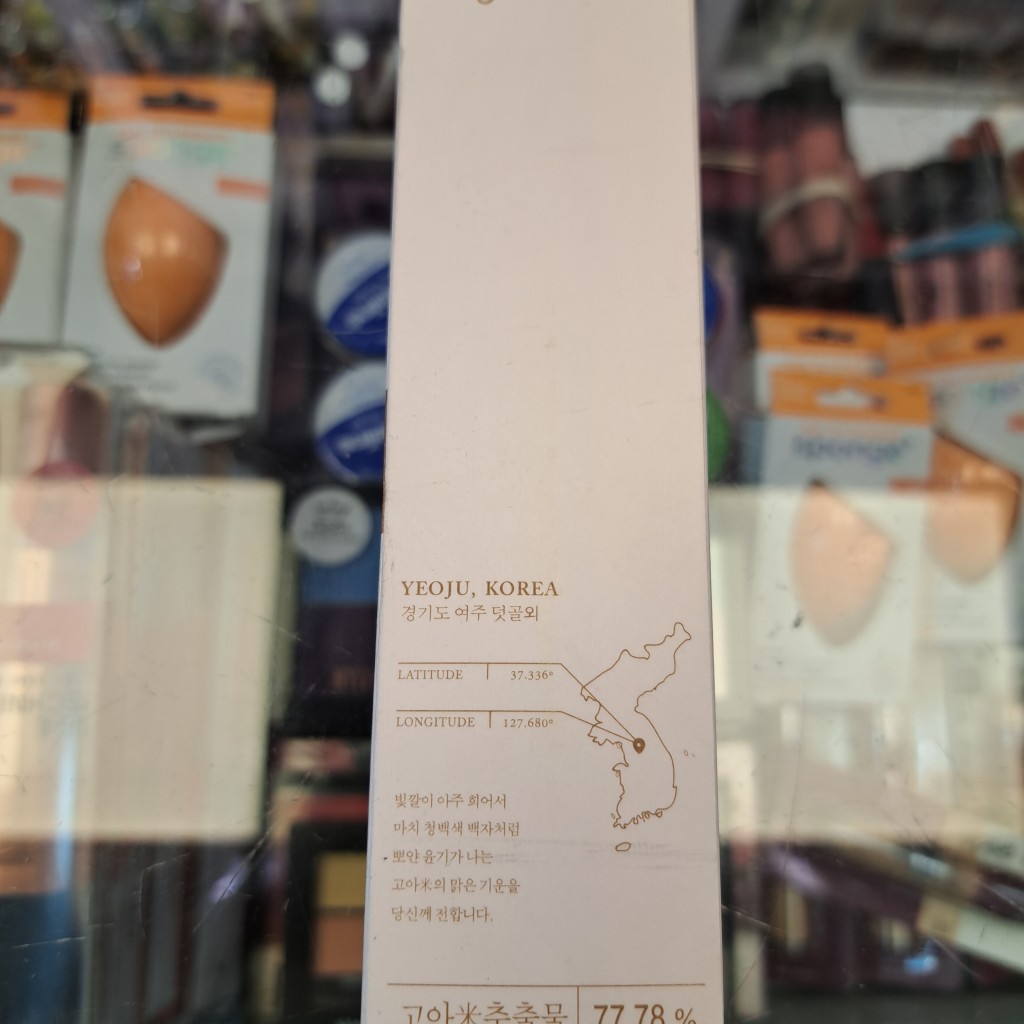 YEOJU, KOREA
경기도 여주 덧골외
LATITUDE 37.336°
LONGITUDE 127.680°
빛깔이 아주 희어서
마치 청백색 백자처럼
뽀얀 윤기가 나는
고아米의 맑은 기운을
당신께 전합니다.
고아米추출물 77.78 %
sponge